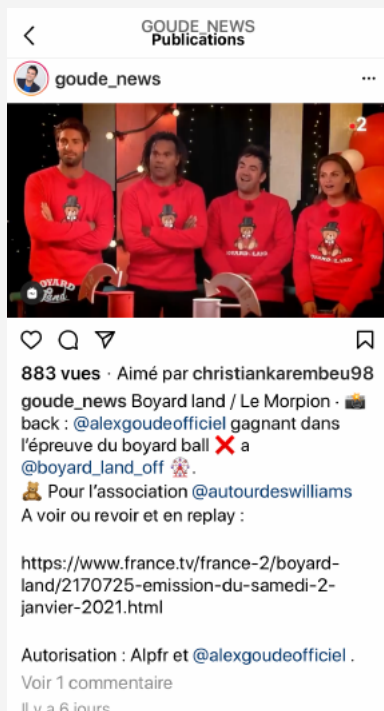 GOUDE_NEWS
Publications
goude_news
2
BOYARD LAND
BOYARD LAND
883 vues · Aimé par christiankarembeu98
goude_news Boyard land / Le Morpion · 📸
back : @alexgoudeofficiel gagnant dans
l'épreuve du boyard ball ❌ a
@boyard_land_off 🎡.
🧸 Pour l'association @autourdeswilliams
A voir ou revoir et en replay :
https://www.france.tv/france-2/boyard-
land/2170725-emission-du-samedi-2-
janvier-2021.html
Autorisation : Alpfr et @alexgoudeofficiel .
Voir 1 commentaire
Il y a 6 jours